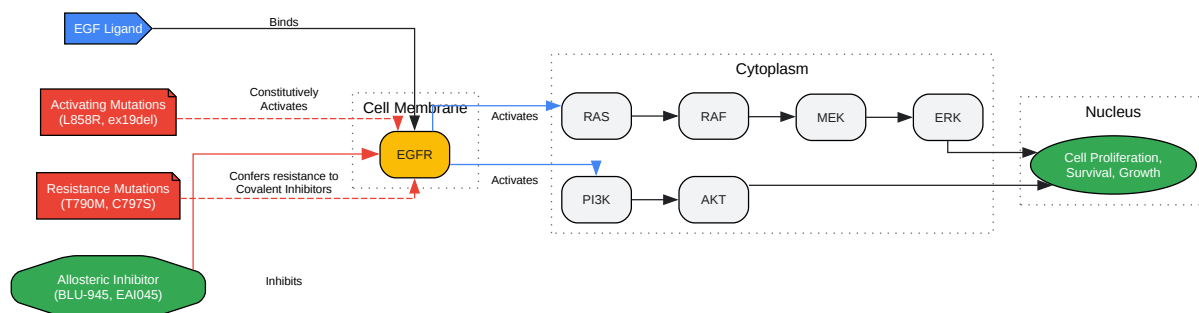 EGF Ligand
Binds
Activating Mutations
(L858R, ex19del)
Constitutively
Activates
Resistance Mutations
(T790M, C797S)
Confers resistance to
Covalent Inhibitors
Allosteric Inhibitor
(BLU-945, EAI045)
Inhibits
Cell Membrane
EGFR
Activates
Activates
Cytoplasm
RAS
RAF
MEK
ERK
PI3K
AKT
Nucleus
Cell Proliferation,
Survival, Growth